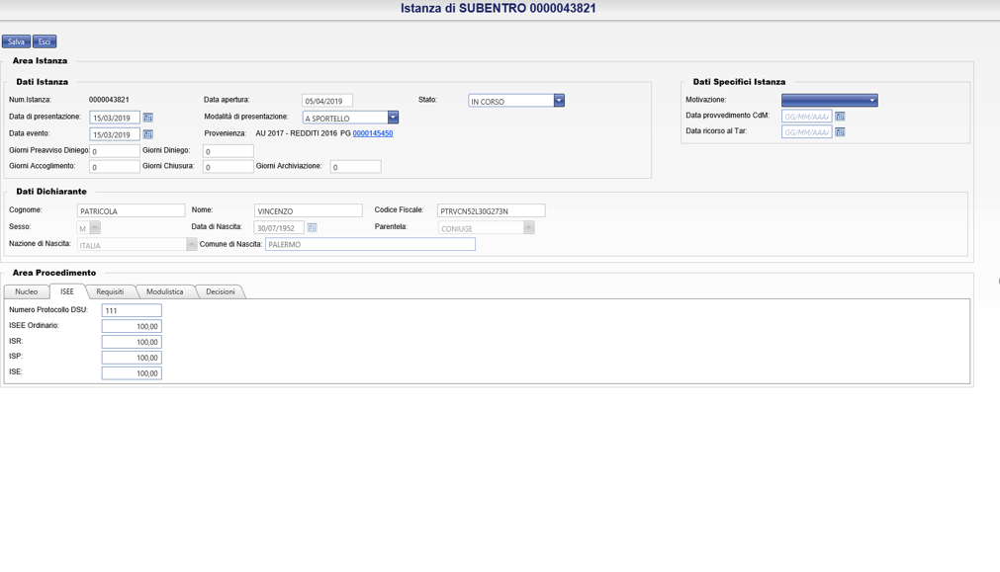 Istanza di SUBENTRO 0000043821
Salva Esci
Area Istanza
Dati Istanza
Num.Istanza: 0000043821 Data apertura: 05/04/2019 Stato: IN CORSO
Data di presentazione: 15/03/2019 Modalità di presentazione: A SPORTELLO
Data evento: 15/03/2019 Provenienza: AU 2017 - REDDITI 2016 PG 0000145450
Giorni Preavviso Diniego: 0 Giorni Diniego: 0
Giorni Accoglimento: 0 Giorni Chiusura: 0 Giorni Archiviazione: 0
Dati Specifici Istanza
Motivazione:
Data provvedimento CdM: GG/MM/AAAA
Data ricorso al Tar: GG/MM/AAAA
Dati Dichiarante
Cognome: PATRICOLA Nome: VINCENZO Codice Fiscale: PTRVCN52L30G273N
Sesso: M Data di Nascita: 30/07/1952 Parentela: CONIUGE
Nazione di Nascita: ITALIA Comune di Nascita: PALERMO
Area Procedimento
Nucleo ISEE Requisiti Modulistica Decisioni
Numero Protocollo DSU: 111
ISEE Ordinario: 100,00
ISR: 100,00
ISP: 100,00
ISE: 100,00